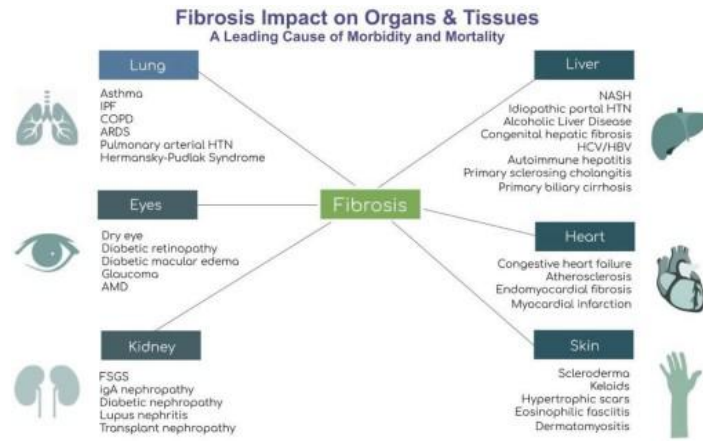 Fibrosis Impact on Organs & Tissues
A Leading Cause of Morbidity and Mortality
Lung
Asthma
IPF
COPD
ARDS
Pulmonary arterial HTN
Hermansky-Pudlak Syndrome
Liver
NASH
Idiopathic portal HTN
Alcoholic Liver Disease
Congenital hepatic fibrosis
HCV/HBV
Autoimmune hepatitis
Primary sclerosing cholangitis
Primary biliary cirrhosis
Fibrosis
Eyes
Dry eye
Diabetic retinopathy
Diabetic macular edema
Glaucoma
AMD
Heart
Congestive heart failure
Atherosclerosis
Endomyocardial fibrosis
Myocardial infarction
Kidney
FSGS
igA nephropathy
Diabetic nephropathy
Lupus nephritis
Transplant nephropathy
Skin
Scleroderma
Keloids
Hypertrophic scars
Eosinophilic fasciitis
Dermatomyositis